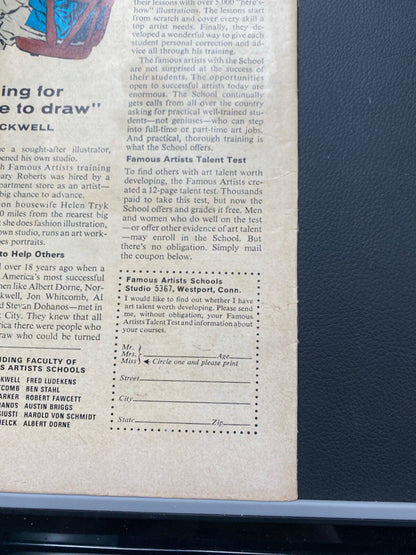 ing for
e to draw"
CKWELL
e a sought-after illustrator,
pened his own studio.
h Famous Artists training
ary Roberts was hired by a
partment store as an artist—
big chance to advance.
on housewife Helen Tryk
0 miles from the nearest big
t she does fashion illustration,
own studio, runs an art work-
es portraits.
to Help Others
l over 18 years ago when a
America's most successful
men like Albert Dorne, Nor-
kwell, Jon Whitcomb, Al
d Stevan Dohanos—met in
k City. They knew that all
rica there were people who
draw who could be turned
DING FACULTY OF
S ARTISTS SCHOOLS
CKWELL FRED LUDEKENS
COMB BEN STAHL
ARKER ROBERT FAWCETT
ANOS AUSTIN BRIGGS
GIUSTI HAROLD VON SCHMIDT
HELCK ALBERT DORNE
their lessons with over 5,000 "here's-
how" illustrations. The lessons start
from scratch and cover every skill a
top artist needs. Finally, they de-
veloped a wonderful way to give each
student personal correction and ad-
vice all through his training.
The famous artists with the School
are not surprised at the success of
their students. The opportunities
open to successful artists today are
enormous. The School continually
gets calls from all over the country
asking for practical well-trained stu-
dents—not geniuses—who can step
into full-time or part-time art jobs.
And practical, thorough training is
what the School offers.
Famous Artists Talent Test
To find others with art talent worth
developing, the Famous Artists cre-
ated a 12-page talent test. Thousands
paid to take this test, but now the
School offers and grades it free. Men
and women who do well on the test
—or offer other evidence of art talent
—may enroll in the School. But
there's no obligation. Simply mail
the coupon below.
Famous Artists Schools
Studio 5367, Westport, Conn.
I would like to find out whether I have
art talent worth developing. Please send
me, without obligation, your Famous
Artists Talent Test and information about
your courses.
Mr.
Mrs. Age
Miss Circle one and please print
Street
City
State Zip